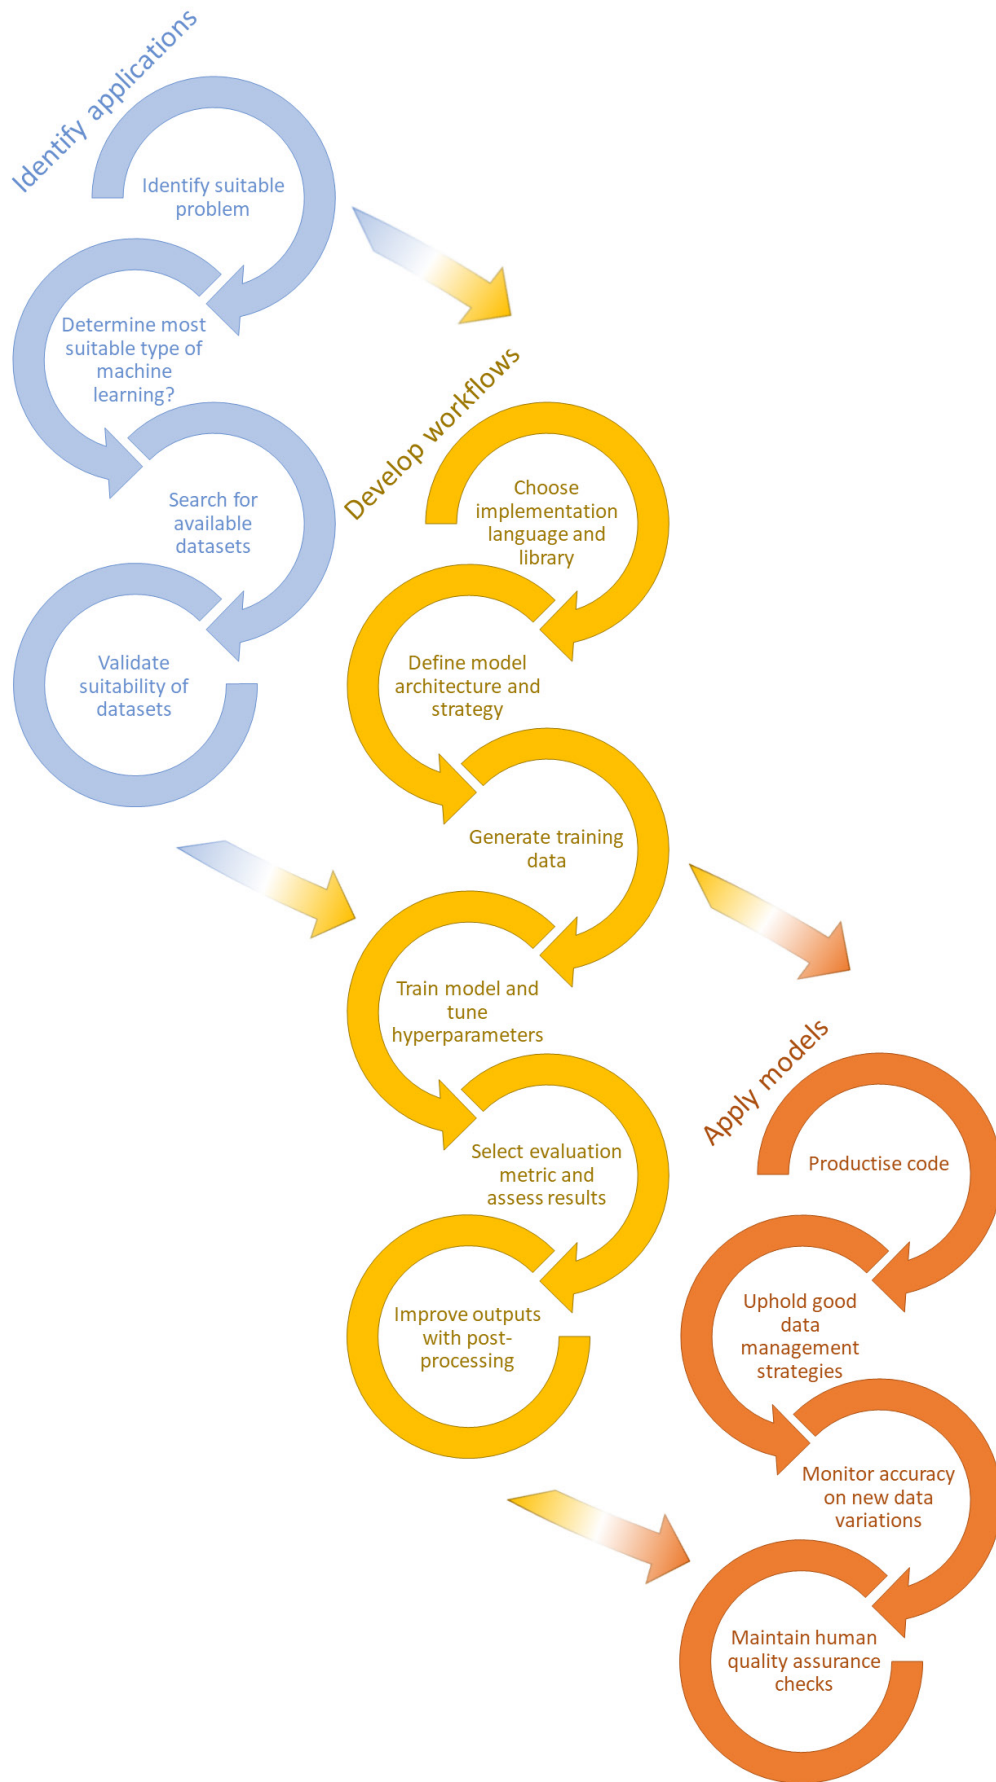 Identify applications
Identify suitable
problem
Determine most
suitable type of
machine
learning?
Search for
available
datasets
Validate
suitability of
datasets
Develop workflows
Choose
implementation
language and
library
Define model
architecture and
strategy
Generate training
data
Train model and
tune
hyperparameters
Select evaluation
metric and
assess results
Improve outputs
with post-
processing
Apply models
Productise code
Uphold good
data
management
strategies
Monitor accuracy
on new data
variations
Maintain human
quality assurance
checks